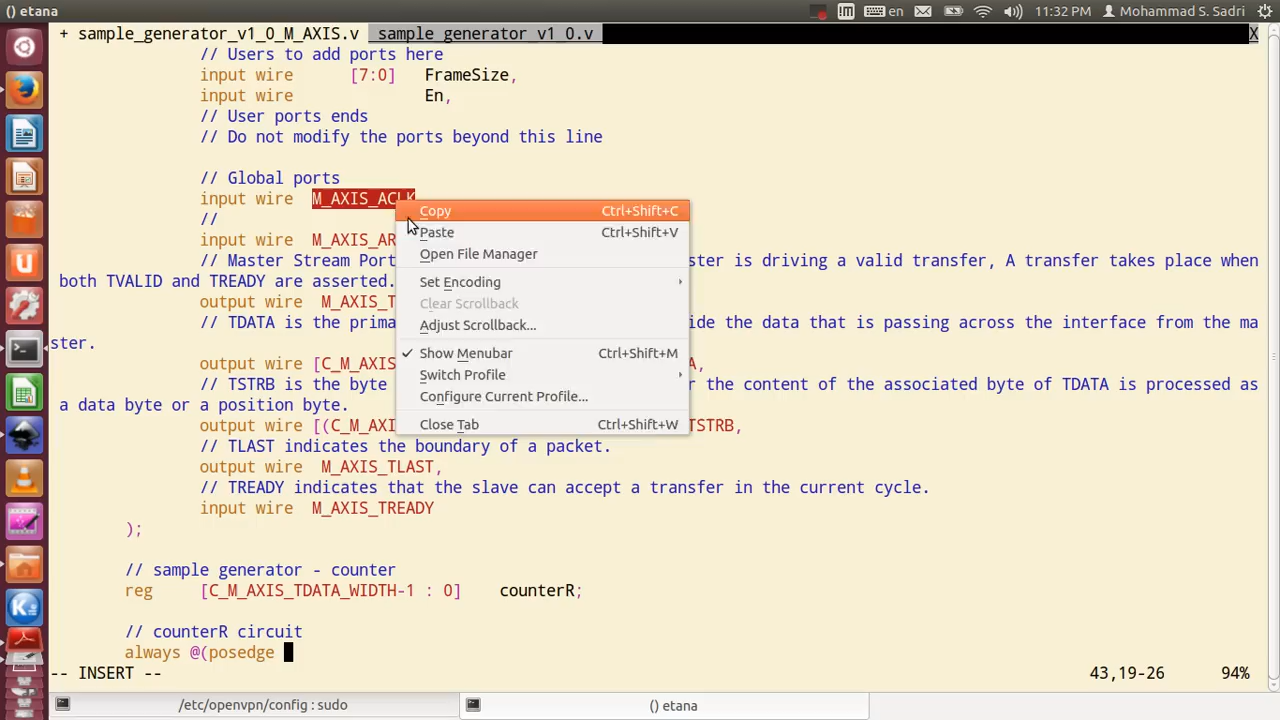 () etana
en
11:32 PM
Mohammad S. Sadri
+ sample_generator_v1_0_M_AXIS.v
sample_generator_v1_0.v
X
// Users to add ports here
input wire [7:0] FrameSize,
input wire En,
// User ports ends
// Do not modify the ports beyond this line
// Global ports
input wire M_AXIS_ACLK
//
input wire M_AXIS_AR
// Master Stream Port
ster is driving a valid transfer, A transfer takes place when
both TVALID and TREADY are asserted.
output wire M_AXIS_T
// TDATA is the prima
ide the data that is passing across the interface from the ma
ster.
output wire [C_M_AXIS
A,
// TSTRB is the byte
r the content of the associated byte of TDATA is processed as
a data byte or a position byte.
output wire [(C_M_AXIS
TSTRB,
// TLAST indicates the boundary of a packet.
output wire M_AXIS_TLAST,
// TREADY indicates that the slave can accept a transfer in the current cycle.
input wire M_AXIS_TREADY
);
// sample generator - counter
reg [C_M_AXIS_TDATA_WIDTH-1 : 0] counterR;
// counterR circuit
always @(posedge
-- INSERT --
43,19-26
94%
Copy Ctrl+Shift+C
Paste Ctrl+Shift+V
Open File Manager
Set Encoding
Clear Scrollback
Adjust Scrollback...
Show Menubar Ctrl+Shift+M
Switch Profile
Configure Current Profile...
Close Tab Ctrl+Shift+W
/etc/openvpn/config : sudo
() etana